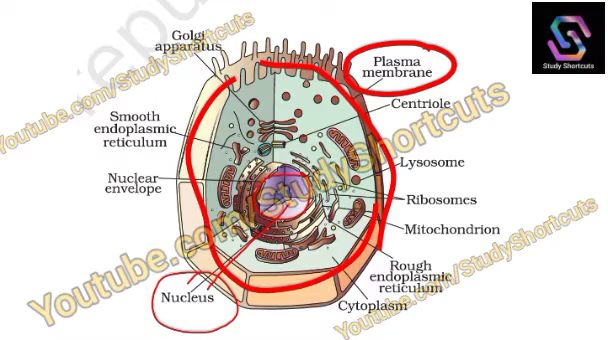 Golgi
apparatus
Plasma
membrane
Study Shortcuts
Centriole
Smooth
endoplasmic
reticulum
Lysosome
Nuclear
envelope
Ribosomes
Mitochondrion
Rough
endoplasmic
reticulum
Nucleus
Cytoplasm
Youtube.com/Studyshortcuts
Youtube.com/Studyshortcuts
Youtube.com/StudyShortcuts